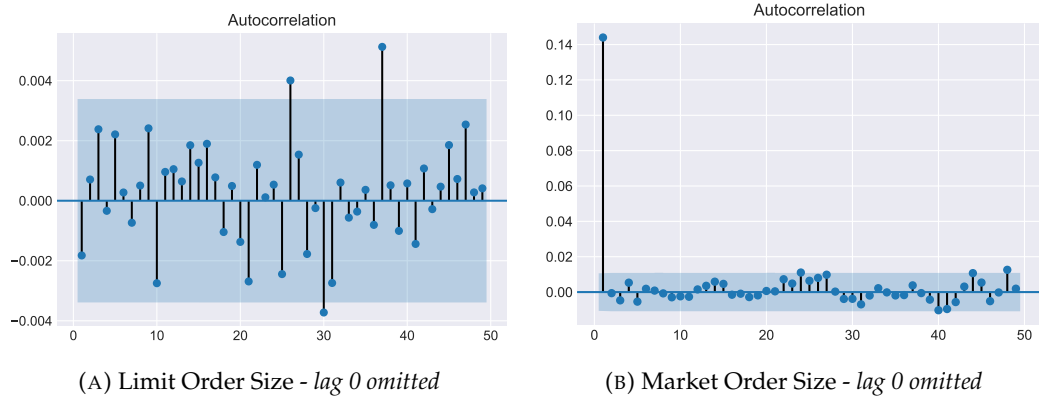 Autocorrelation
0.004
0.002
0.000
−0.002
−0.004
0 10 20 30 40 50
(A) Limit Order Size - lag 0 omitted
Autocorrelation
0.14
0.12
0.10
0.08
0.06
0.04
0.02
0.00
0 10 20 30 40 50
(B) Market Order Size - lag 0 omitted